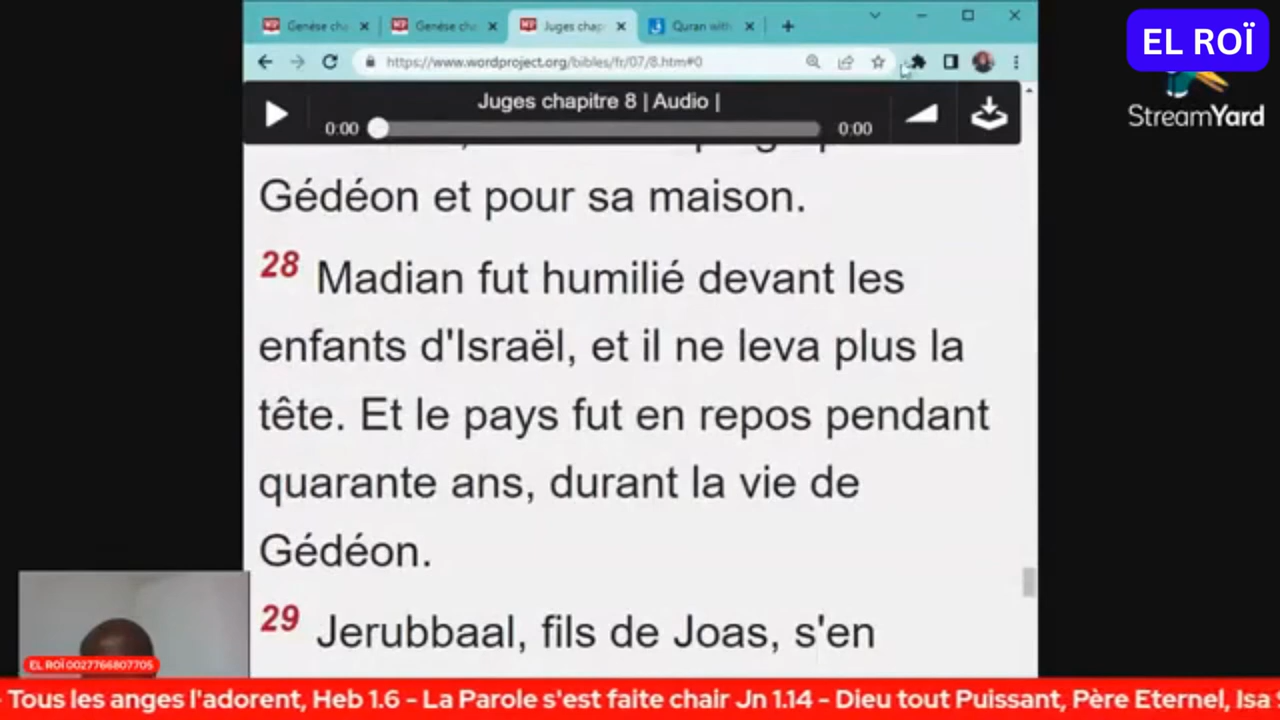 Genèse cha
Genèse cha
Juges chap
Quran with
EL ROÏ
https://www.wordproject.org/bibles/fr/07/8.htm#0
StreamYard
Juges chapitre 8 | Audio |
0:00
0:00
Gédéon et pour sa maison.
28 Madian fut humilié devant les
enfants d'Israël, et il ne leva plus la
tête. Et le pays fut en repos pendant
quarante ans, durant la vie de
Gédéon.
29 Jerubbaal, fils de Joas, s'en
EL ROÏ 0027766807705
Tous les anges l'adorent, Heb 1.6 - La Parole s'est faite chair Jn 1.14 - Dieu tout Puissant, Père Eternel, Isa